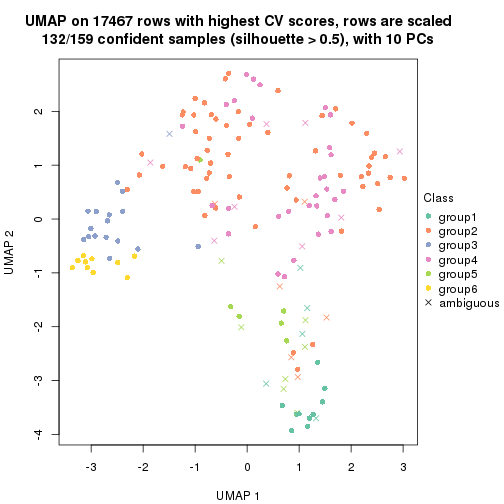 UMAP on 17467 rows with highest CV scores, rows are scaled
132/159 confident samples (silhouette > 0.5), with 10 PCs
UMAP 2
2
1
0
-1
-2
-3
-4
-3
-2
-1
0
1
2
3
UMAP 1
Class
group1
group2
group3
group4
group5
group6
ambiguous